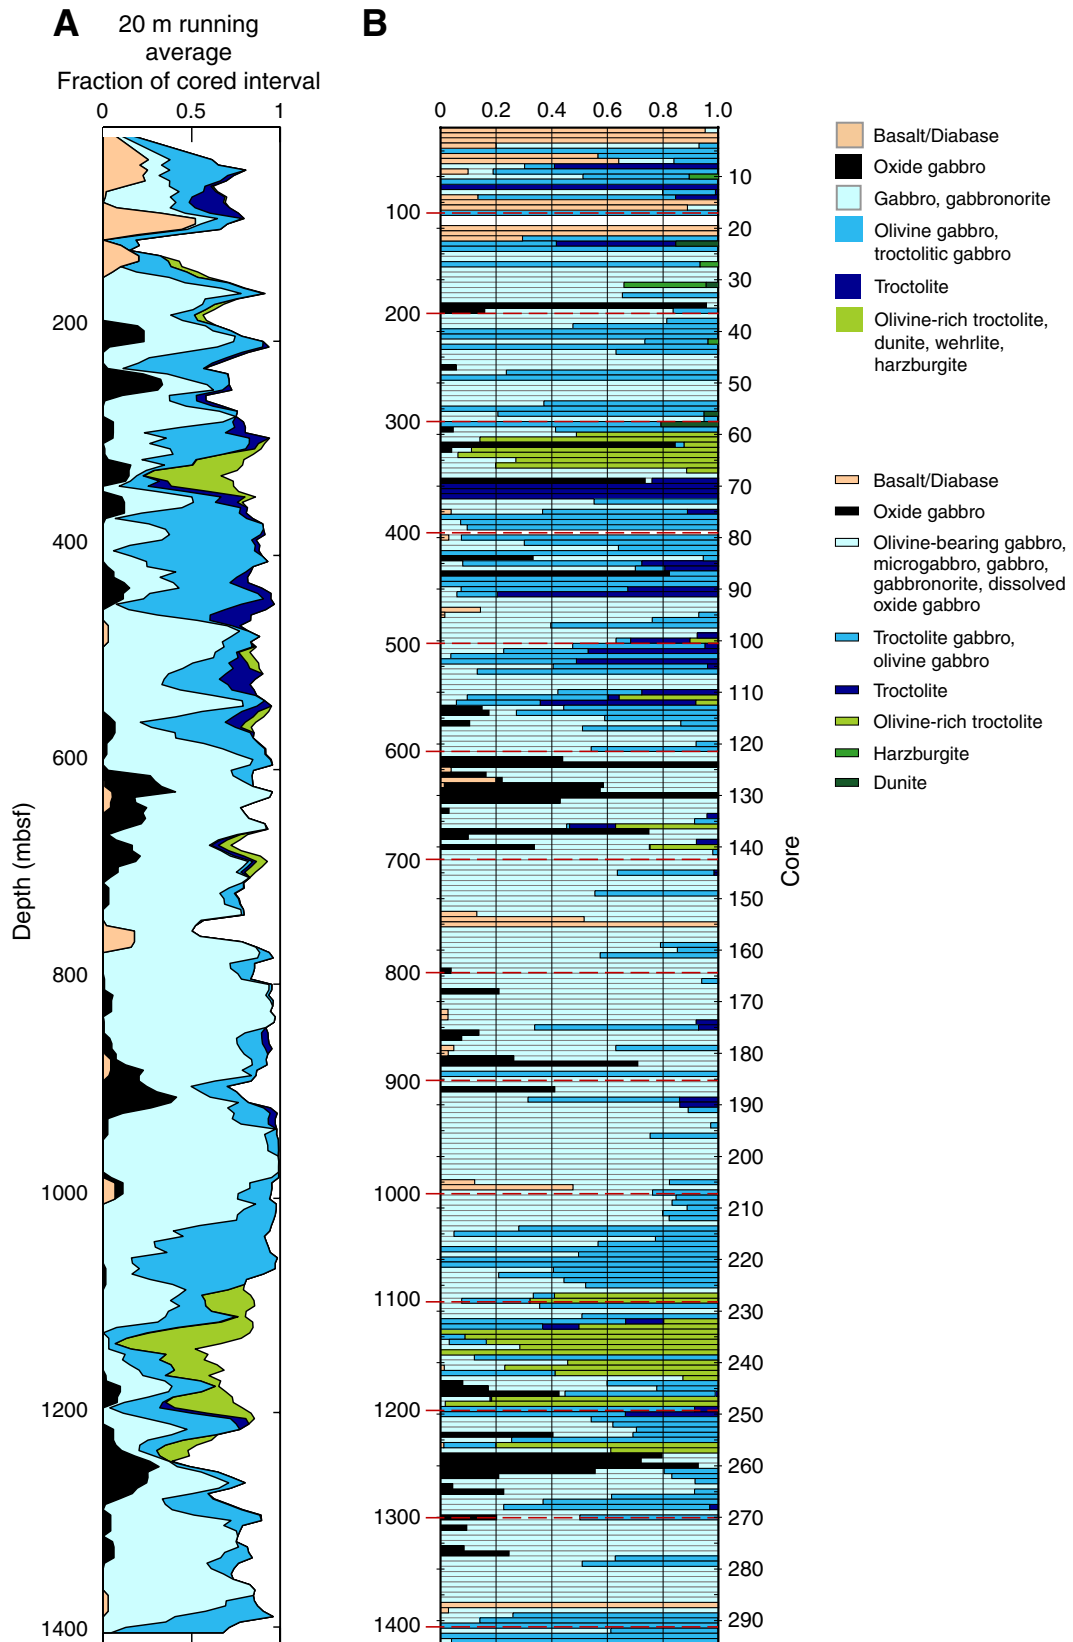 A
20 m running
average
Fraction of cored interval
0
0.5
1
200
400
600
800
1000
1200
1400
Depth (mbsf)
B
0
0.2
0.4
0.6
0.8
1.0
100
200
300
400
500
600
700
800
900
1000
1100
1200
1300
1400
10
20
30
40
50
60
70
80
90
100
110
120
130
140
150
160
170
180
190
200
210
220
230
240
250
260
270
280
290
Core
Basalt/Diabase
Oxide gabbro
Gabbro, gabbronorite
Olivine gabbro,
troctolitic gabbro
Troctolite
Olivine-rich troctolite,
dunite, wehrlite,
harzburgite
Basalt/Diabase
Oxide gabbro
Olivine-bearing gabbro,
microgabbro, gabbro,
gabbronorite, dissolved
oxide gabbro
Troctolite gabbro,
olivine gabbro
Troctolite
Olivine-rich troctolite
Harzburgite
Dunite